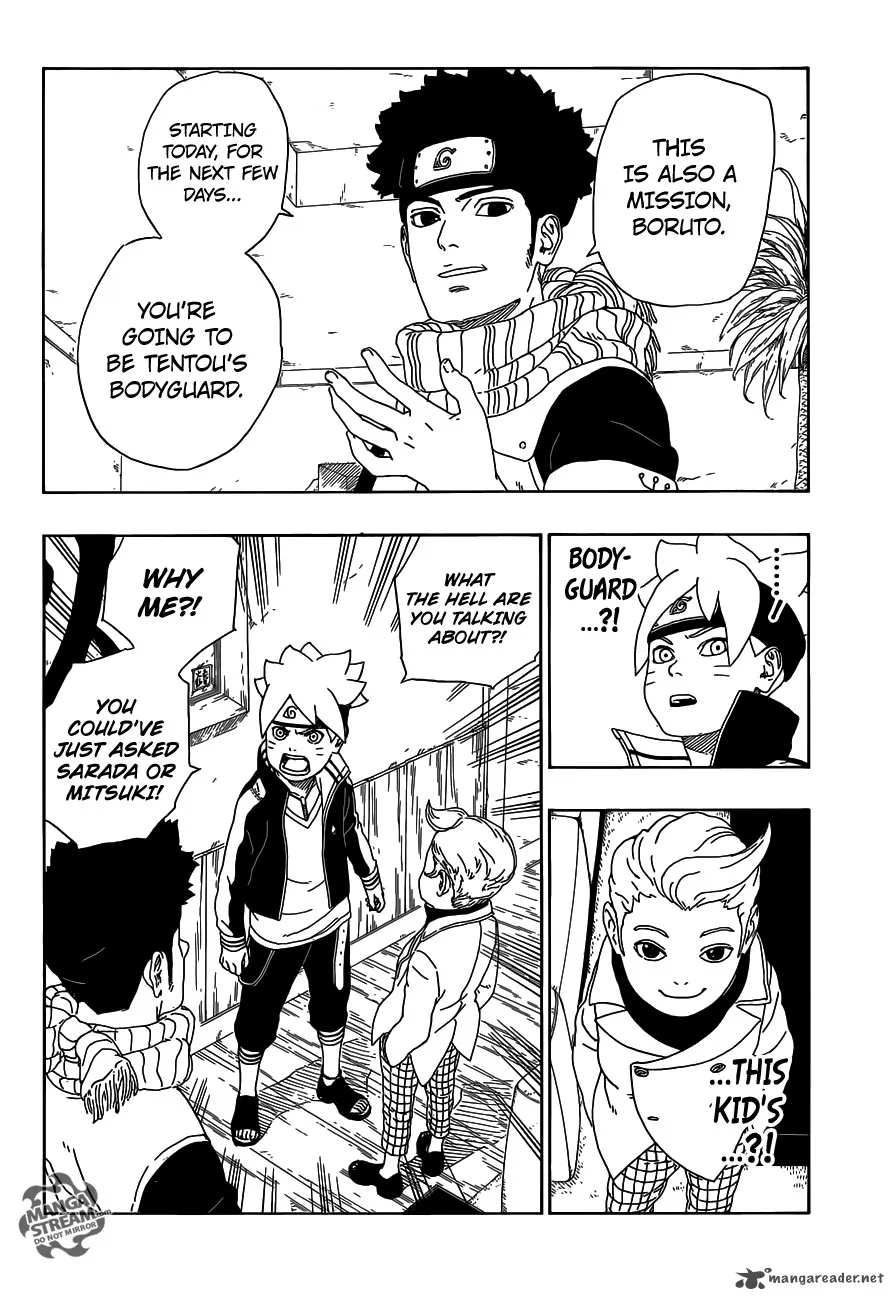 THIS
IS ALSO A
MISSION,
BORUTO.
STARTING
TODAY, FOR
THE NEXT FEW
DAYS...
YOU'RE
GOING TO
BE TENTOU'S
BODYGUARD.
BODY-
GUARD
...?!
...THIS
KID'S
...?!
WHAT
THE HELL ARE
YOU TALKING
ABOUT?!
WHY
ME?!
YOU
COULD'VE
JUST ASKED
SARADA OR
MITSUKI!
MANGA
STREAM.COM
DO NOT MIRROR
mangareader.net